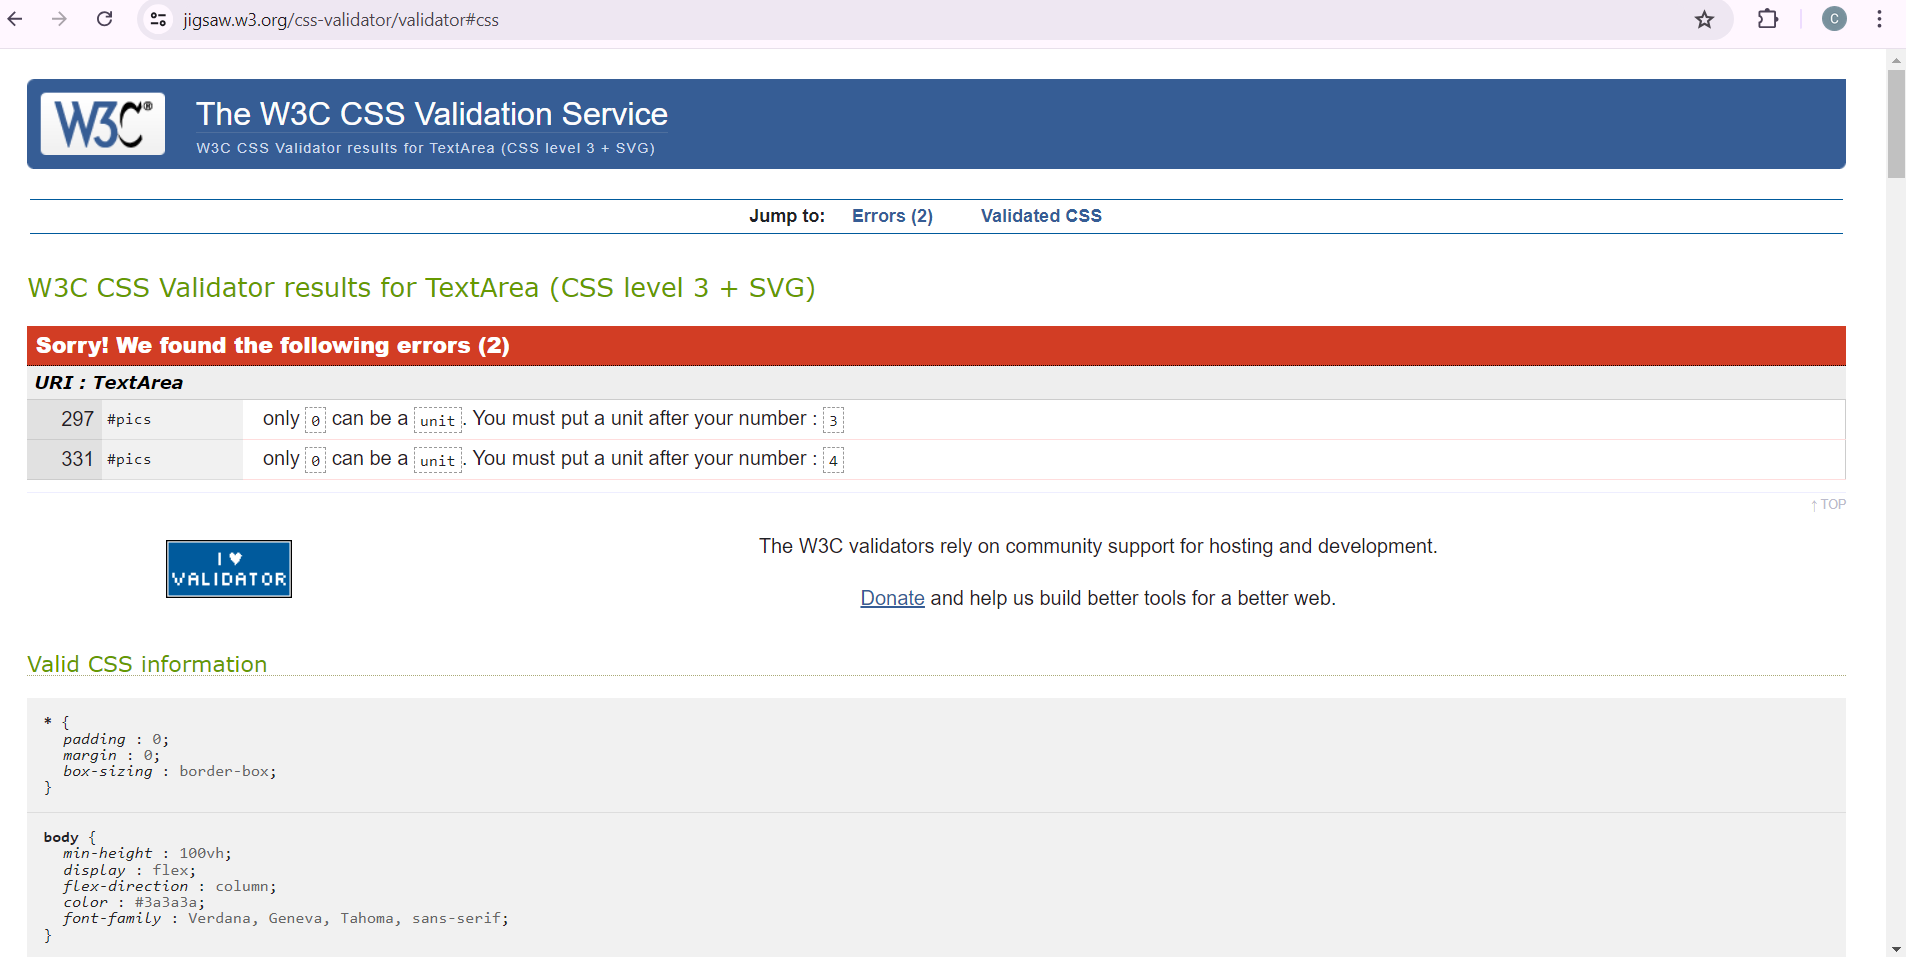 jigsaw.w3.org/css-validator/validator#css
C
W3C®
The W3C CSS Validation Service
W3C CSS Validator results for TextArea (CSS level 3 + SVG)
Jump to: Errors (2) Validated CSS
W3C CSS Validator results for TextArea (CSS level 3 + SVG)
Sorry! We found the following errors (2)
URI : TextArea
297 #pics only 0 can be a unit. You must put a unit after your number : 3
331 #pics only 0 can be a unit. You must put a unit after your number : 4
↑ TOP
The W3C validators rely on community support for hosting and development.
I ♥
VALIDATOR
Donate and help us build better tools for a better web.
Valid CSS information
* {
padding : 0;
margin : 0;
box-sizing : border-box;
}
body {
min-height : 100vh;
display : flex;
flex-direction : column;
color : #3a3a3a;
font-family : Verdana, Geneva, Tahoma, sans-serif;
}